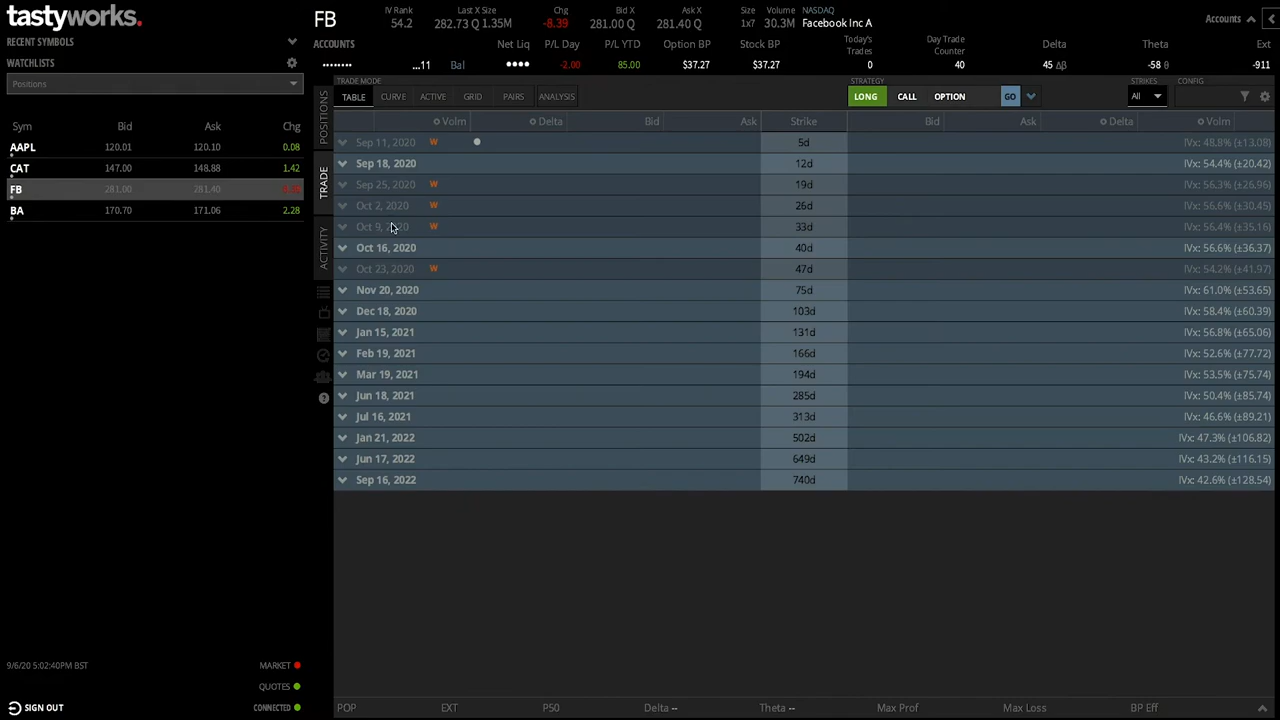 tastyworks.
RECENT SYMBOLS
WATCHLISTS
Positions
Sym Bid Ask Chg
AAPL 120.01 120.10 0.08
CAT 147.00 148.88 1.42
FB 281.00 281.40
BA 170.70 171.06 2.28
9/6/20 5:02:40PM BST
MARKET
QUOTES
CONNECTED
SIGN OUT
FB IV Rank Last X Size Chg Bid X Ask X Size Volume NASDAQ
54.2 282.73 Q 1.35M -8.39 281.00 Q 281.40 Q 1x7 30.3M Facebook Inc A
Accounts
ACCOUNTS Net Liq P/L Day P/L YTD Option BP Stock BP Today's Trades Day Trade Counter Delta Theta Ext
•••••••• ...11 Bal •••• -2.00 85.00 $37.27 $37.27 0 40 45 Δβ -58 θ -911
TRADE MODE STRATEGY STRIKES CONFIG
TABLE CURVE ACTIVE GRID PAIRS ANALYSIS LONG CALL OPTION GO All
POSITIONS
TRADE
ACTIVITY
Volm Delta Bid Ask Strike Bid Ask Delta Volm
Sep 11, 2020 W 5d IVx: 48.8% (±13.08)
Sep 18, 2020 12d IVx: 54.4% (±20.42)
Sep 25, 2020 W 19d IVx: 56.3% (±26.96)
Oct 2, 2020 W 26d IVx: 56.6% (±30.45)
Oct 9, 2020 W 33d IVx: 56.4% (±35.16)
Oct 16, 2020 40d IVx: 56.6% (±36.37)
Oct 23, 2020 W 47d IVx: 54.2% (±41.97)
Nov 20, 2020 75d IVx: 61.0% (±53.65)
Dec 18, 2020 103d IVx: 58.4% (±60.39)
Jan 15, 2021 131d IVx: 56.8% (±65.06)
Feb 19, 2021 166d IVx: 52.6% (±77.72)
Mar 19, 2021 194d IVx: 53.5% (±75.74)
Jun 18, 2021 285d IVx: 50.4% (±85.74)
Jul 16, 2021 313d IVx: 46.6% (±89.21)
Jan 21, 2022 502d IVx: 47.3% (±106.82)
Jun 17, 2022 649d IVx: 43.2% (±116.15)
Sep 16, 2022 740d IVx: 42.6% (±128.54)
POP EXT P50 Delta -- Theta -- Max Prof Max Loss BP Eff